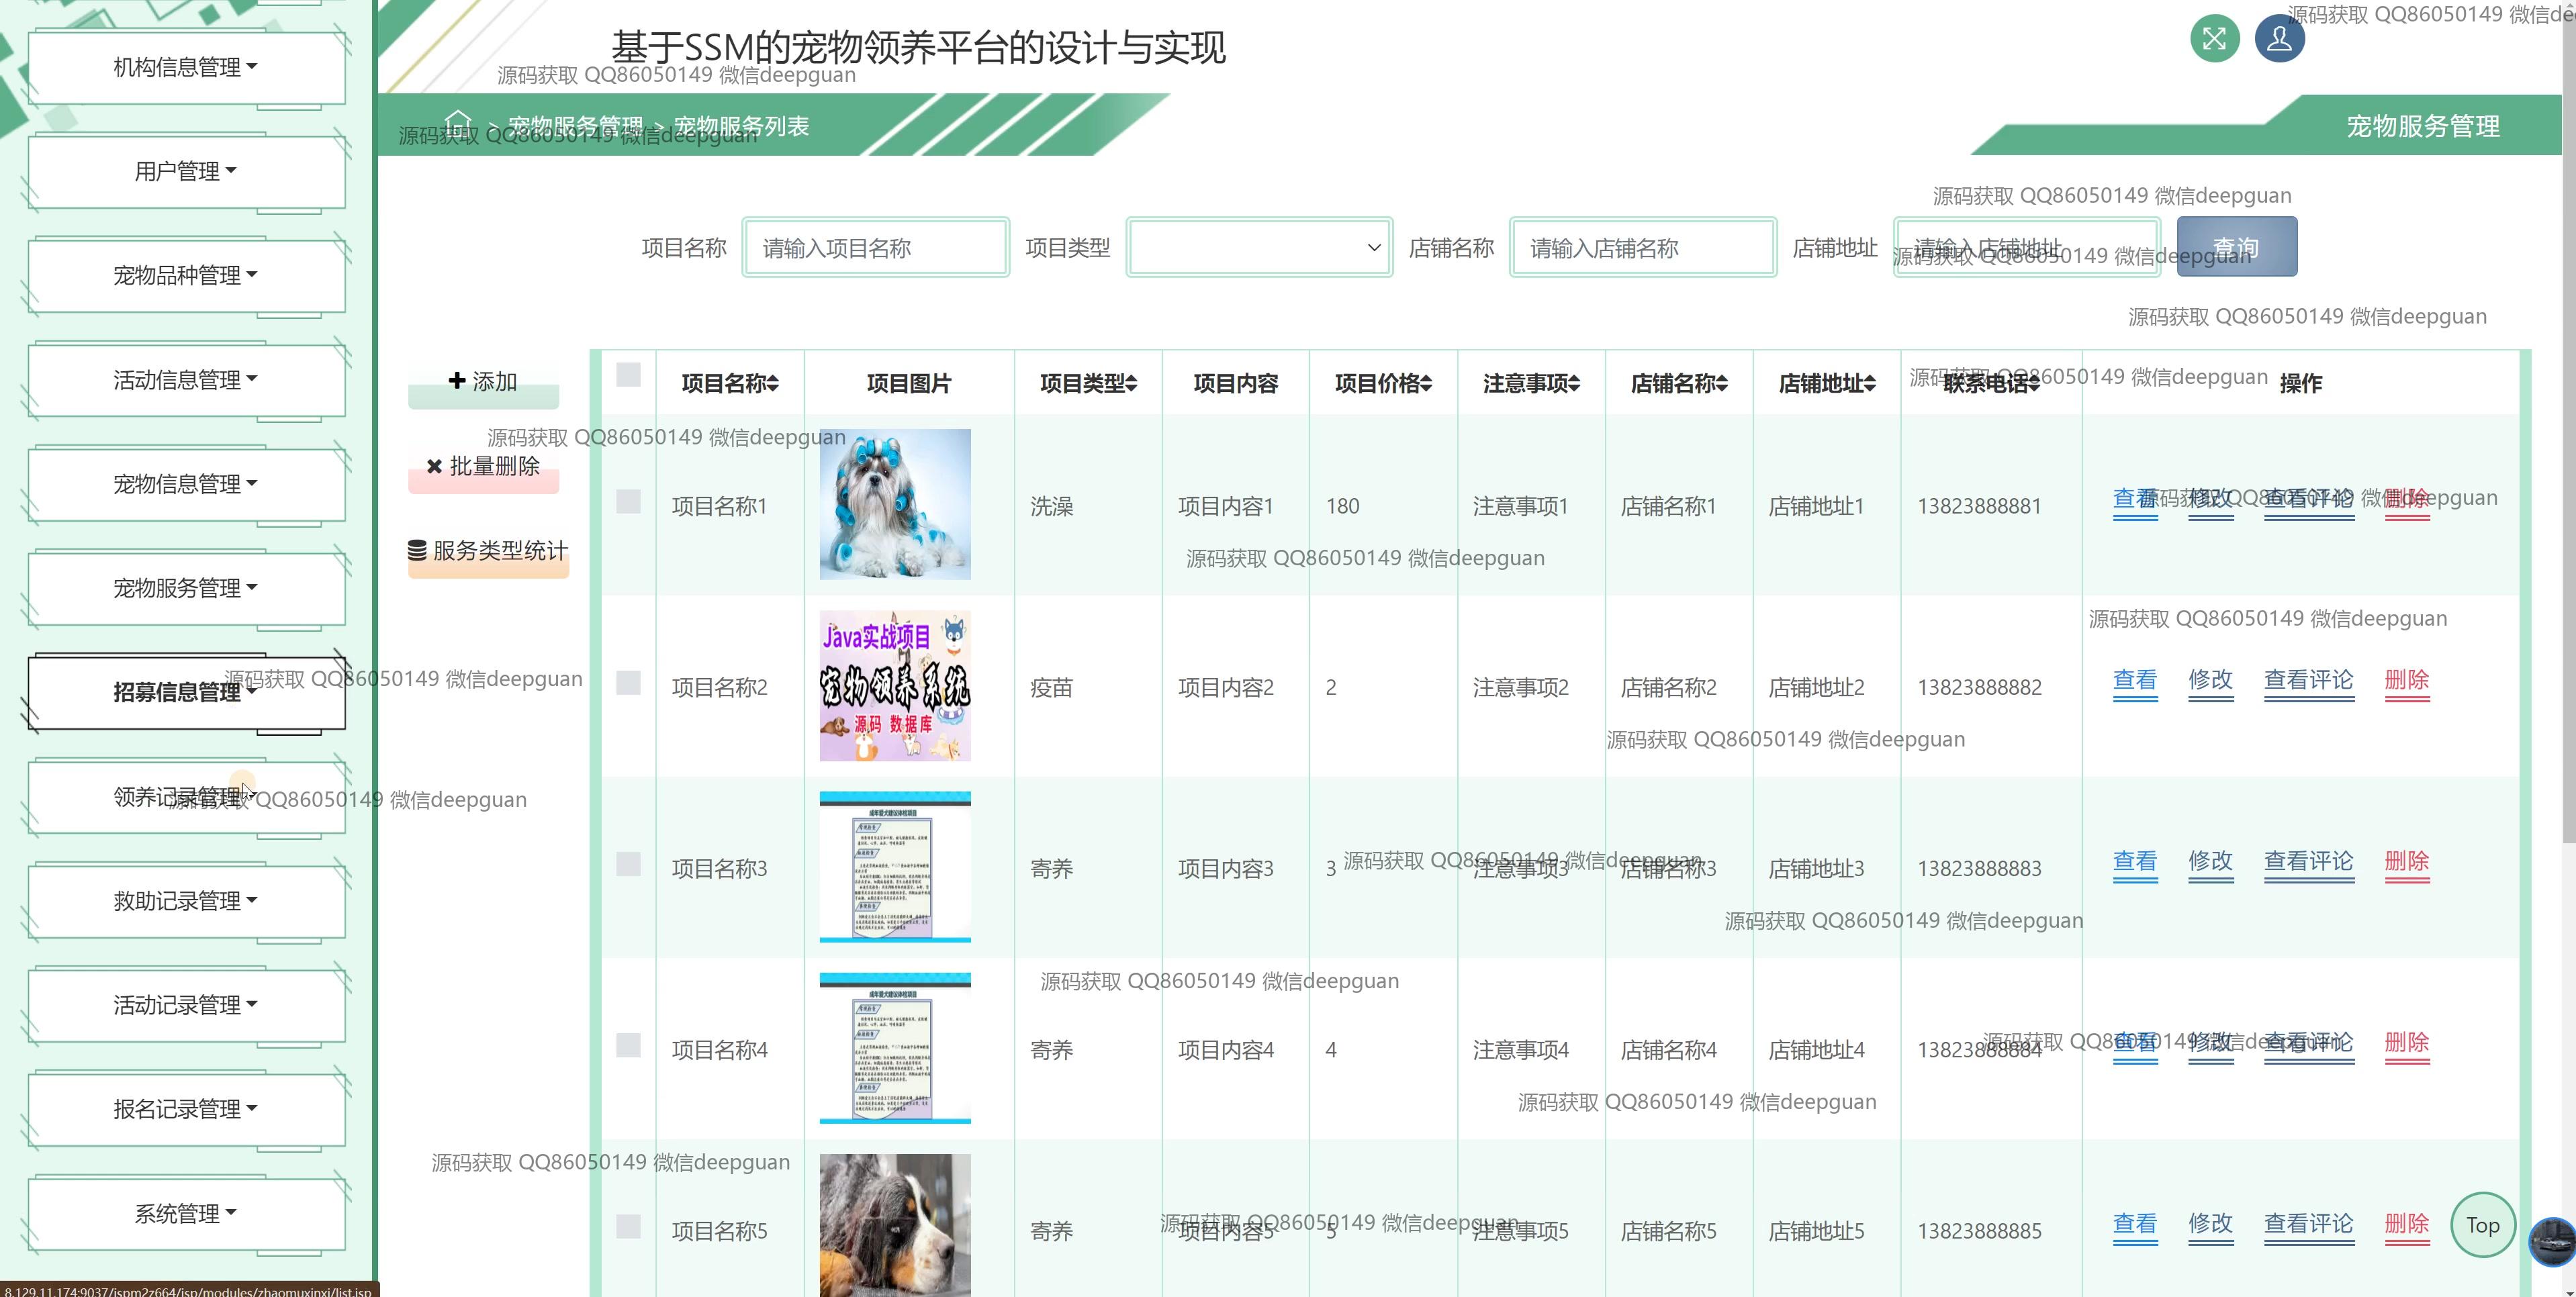 基于SSM的宠物领养平台的设计与实现
源码获取 QQ86050149 微信deepguan
> 宠物服务管理 > 宠物服务列表
宠物服务管理
机构信息管理
用户管理
宠物品种管理
活动信息管理
宠物信息管理
宠物服务管理
招募信息管理
领养记录管理
救助记录管理
活动记录管理
报名记录管理
系统管理
项目名称 请输入项目名称 项目类型 店铺名称 请输入店铺名称 店铺地址 请输入店铺地址 查询
添加
批量删除
服务类型统计
项目名称 项目图片 项目类型 项目内容 项目价格 注意事项 店铺名称 店铺地址 联系电话 操作
项目名称1 洗澡 项目内容1 180 注意事项1 店铺名称1 店铺地址1 13823888881 查看 修改 查看评论 删除
Java实战项目
宠物领养系统
源码 数据库
项目名称2 疫苗 项目内容2 2 注意事项2 店铺名称2 店铺地址2 13823888882 查看 修改 查看评论 删除
成年爱犬建议体检项目
项目名称3 寄养 项目内容3 3 注意事项3 店铺名称3 店铺地址3 13823888883 查看 修改 查看评论 删除
成年爱犬建议体检项目
项目名称4 寄养 项目内容4 4 注意事项4 店铺名称4 店铺地址4 13823888884 查看 修改 查看评论 删除
项目名称5 寄养 项目内容5 5 注意事项5 店铺名称5 店铺地址5 13823888885 查看 修改 查看评论 删除
Top
8.129.11.174:9037/jspm2z664/jsp/modules/zhaomuxinxi/list.jsp